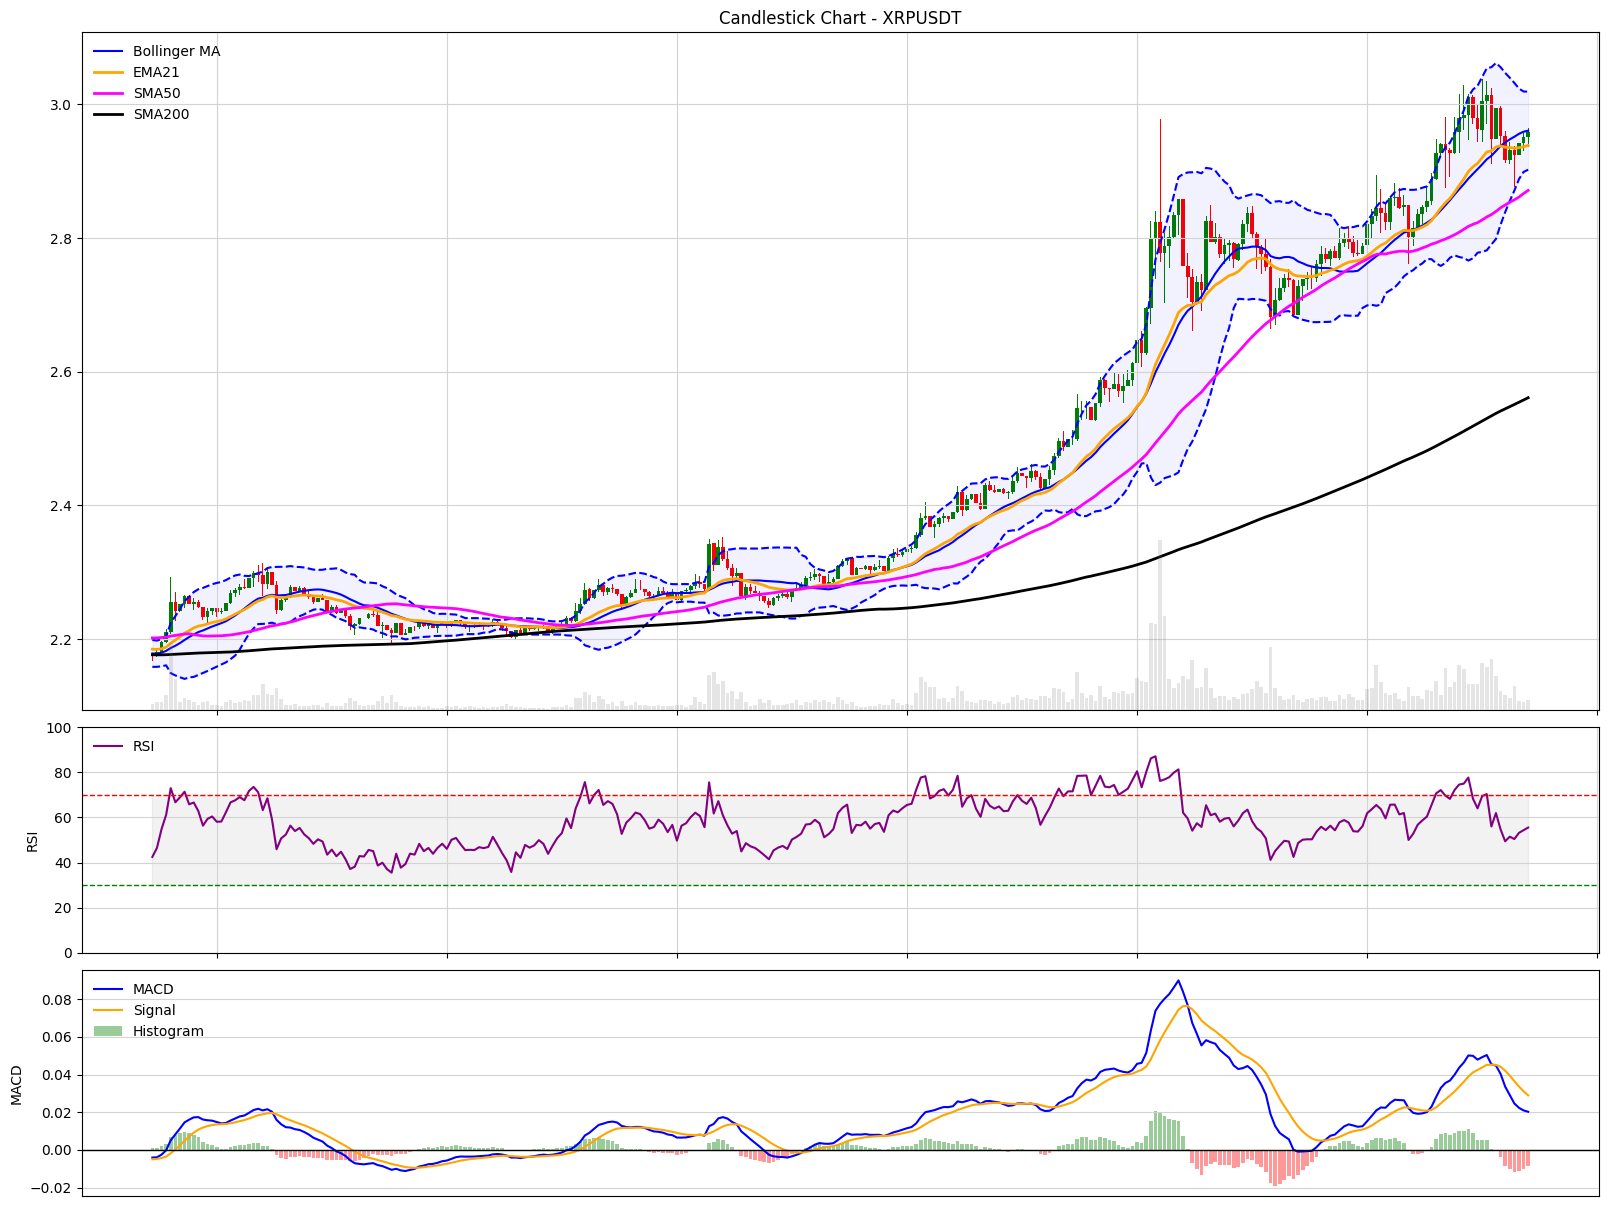 Candlestick Chart - XRPUSDT
Bollinger MA
EMA21
SMA50
SMA200
3.0
2.8
2.6
2.4
2.2
100
80
60
40
20
0
RSI
RSI
0.08
0.06
0.04
0.02
0.00
−0.02
MACD
MACD
Signal
Histogram